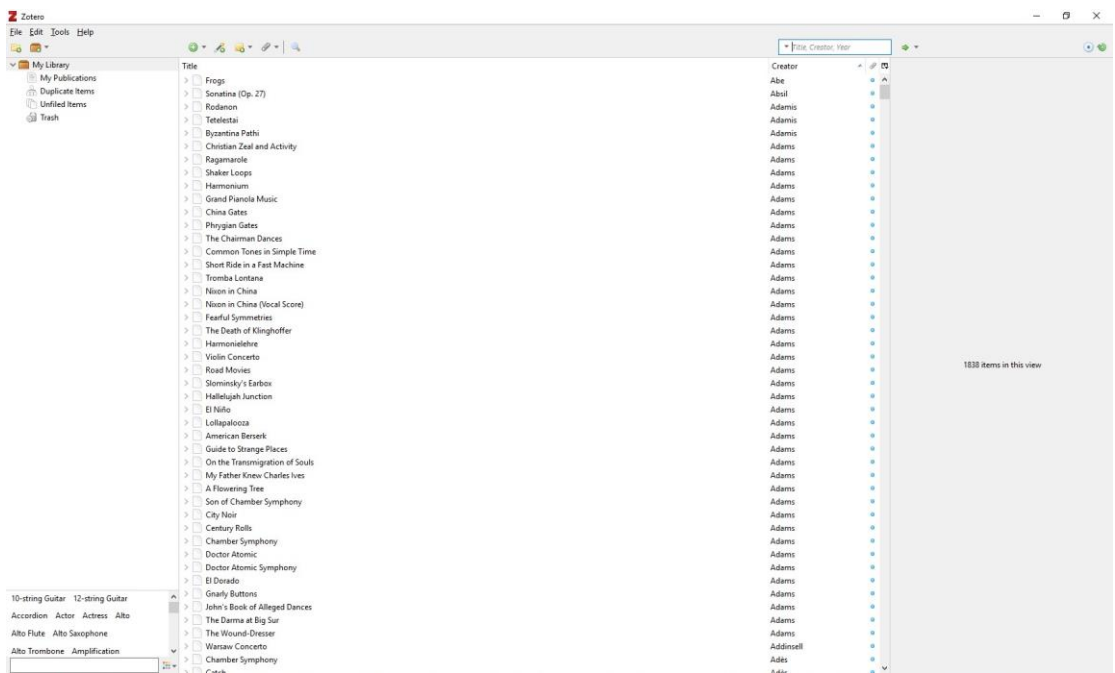 Zotero
File Edit Tools Help
Title, Creator, Year
My Library
My Publications
Duplicate Items
Unfiled Items
Trash
Title Creator
Frogs Abe
Sonatina (Op. 27) Absil
Rodanon Adamis
Tetelestai Adamis
Byzantina Pathi Adamis
Christian Zeal and Activity Adams
Ragamarole Adams
Shaker Loops Adams
Harmonium Adams
Grand Pianola Music Adams
China Gates Adams
Phrygian Gates Adams
The Chairman Dances Adams
Common Tones in Simple Time Adams
Short Ride in a Fast Machine Adams
Tromba Lontana Adams
Nixon in China Adams
Nixon in China (Vocal Score) Adams
Fearful Symmetries Adams
The Death of Klinghoffer Adams
Harmonielehre Adams
Violin Concerto Adams
Road Movies Adams
Slominsky's Earbox Adams
Hallelujah Junction Adams
El Niño Adams
Lollapalooza Adams
American Berserk Adams
Guide to Strange Places Adams
On the Transmigration of Souls Adams
My Father Knew Charles Ives Adams
A Flowering Tree Adams
Son of Chamber Symphony Adams
City Noir Adams
Century Rolls Adams
Chamber Symphony Adams
Doctor Atomic Adams
Doctor Atomic Symphony Adams
El Dorado Adams
Gnarly Buttons Adams
John's Book of Alleged Dances Adams
The Darma at Big Sur Adams
The Wound-Dresser Adams
Warsaw Concerto Addinsell
Chamber Symphony Adès
Catch Adès
1838 items in this view
10-string Guitar 12-string Guitar
Accordion Actor Actress Alto
Alto Flute Alto Saxophone
Alto Trombone Amplification